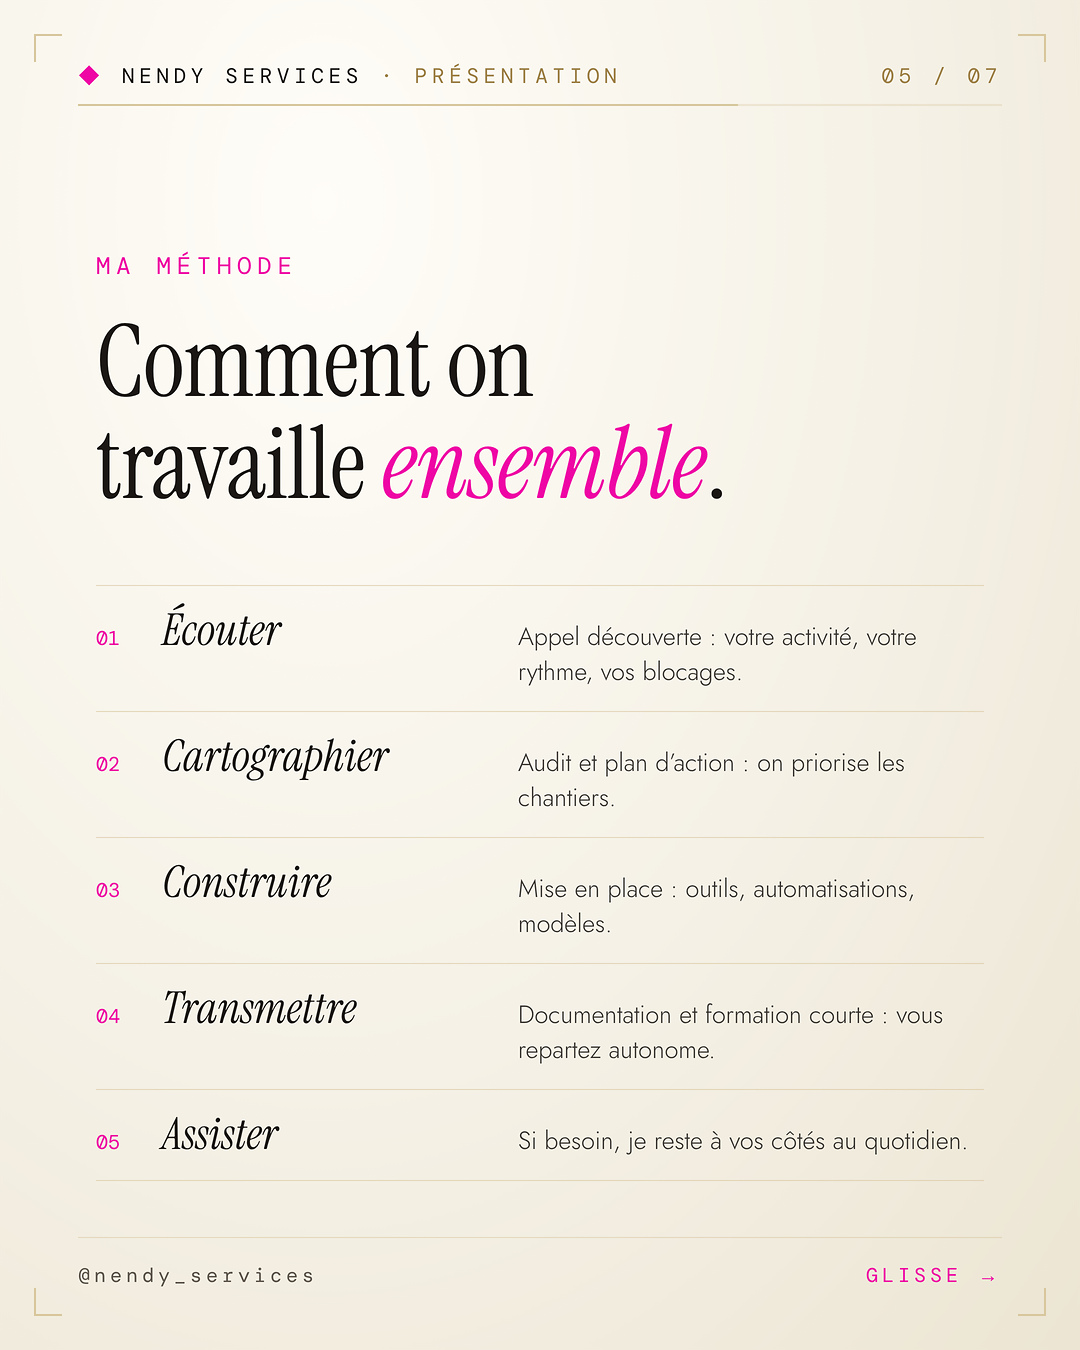 NENDY SERVICES · PRÉSENTATION 05 / 07
MA MÉTHODE
Comment on
travaille ensemble.
01 Écouter Appel découverte : votre activité, votre
rythme, vos blocages.
02 Cartographier Audit et plan d’action : on priorise les
chantiers.
03 Construire Mise en place : outils, automatisations,
modèles.
04 Transmettre Documentation et formation courte : vous
repartez autonome.
05 Assister Si besoin, je reste à vos côtés au quotidien.
@nendy_services GLISSE →